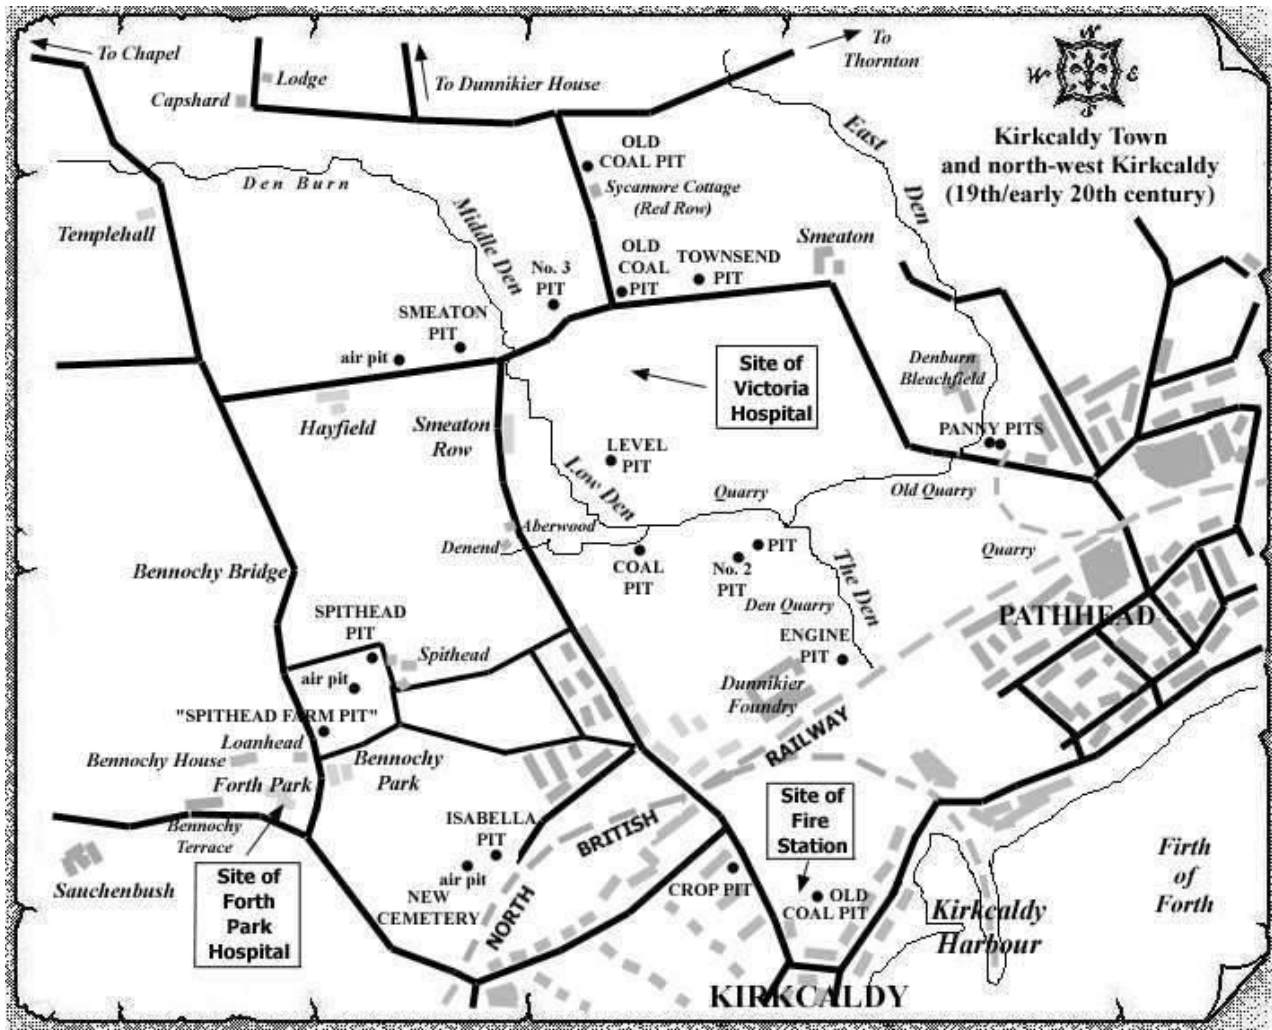 To Chapel
Lodge
Capshard
To Dunnikier House
To
Thornton
N
W
E
S
Kirkcaldy Town
and north-west Kirkcaldy
(19th/early 20th century)
East
Den
OLD
COAL PIT
Sycamore Cottage
(Red Row)
Den Burn
Templehall
Middle Den
Smeaton
No. 3
PIT
OLD
COAL
PIT
TOWNSEND
PIT
SMEATON
PIT
air pit
Site of
Victoria
Hospital
Denburn
Bleachfield
Hayfield
Smeaton
Row
PANNY PITS
LEVEL
PIT
Low Den
Quarry
Old Quarry
Aberwood
Denend
Quarry
Bennochy Bridge
COAL
PIT
PIT
No. 2
PIT
The Den
Den Quarry
PATHHEAD
SPITHEAD
PIT
Spithead
air pit
ENGINE
PIT
Dunnikier
Foundry
"SPITHEAD FARM PIT"
Loanhead
Bennochy House
Forth Park
Bennochy
Park
RAILWAY
BRITISH
NORTH
Site of
Fire
Station
ISABELLA
PIT
air pit
Bennochy
Terrace
Sauchenbush
Site of
Forth
Park
Hospital
NEW
CEMETERY
CROP PIT
OLD
COAL PIT
Kirkcaldy
Harbour
Firth
of
Forth
KIRKCALDY